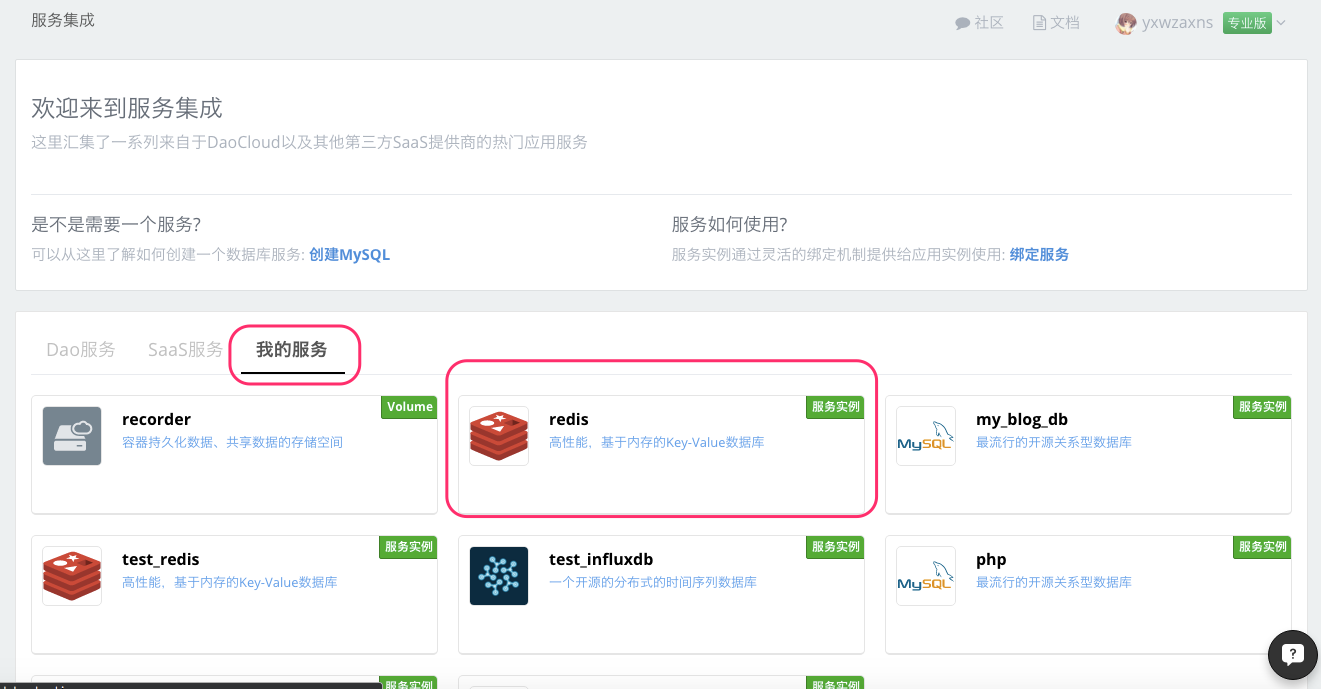 服务集成
社区 文档 yxwzaxns 专业版
欢迎来到服务集成
这里汇集了一系列来自于DaoCloud以及其他第三方SaaS提供商的热门应用服务
是不是需要一个服务?
可以从这里了解如何创建一个数据库服务: 创建MySQL
服务如何使用?
服务实例通过灵活的绑定机制提供给应用实例使用: 绑定服务
Dao服务 SaaS服务 我的服务
recorder Volume
容器持久化数据、共享数据的存储空间
redis 服务实例
高性能、基于内存的Key-Value数据库
MySQL my_blog_db 服务实例
最流行的开源关系型数据库
test_redis 服务实例
高性能、基于内存的Key-Value数据库
test_influxdb 服务实例
一个开源的分布式的时间序列数据库
MySQL php 服务实例
最流行的开源关系型数据库
?
服务实例 服务实例